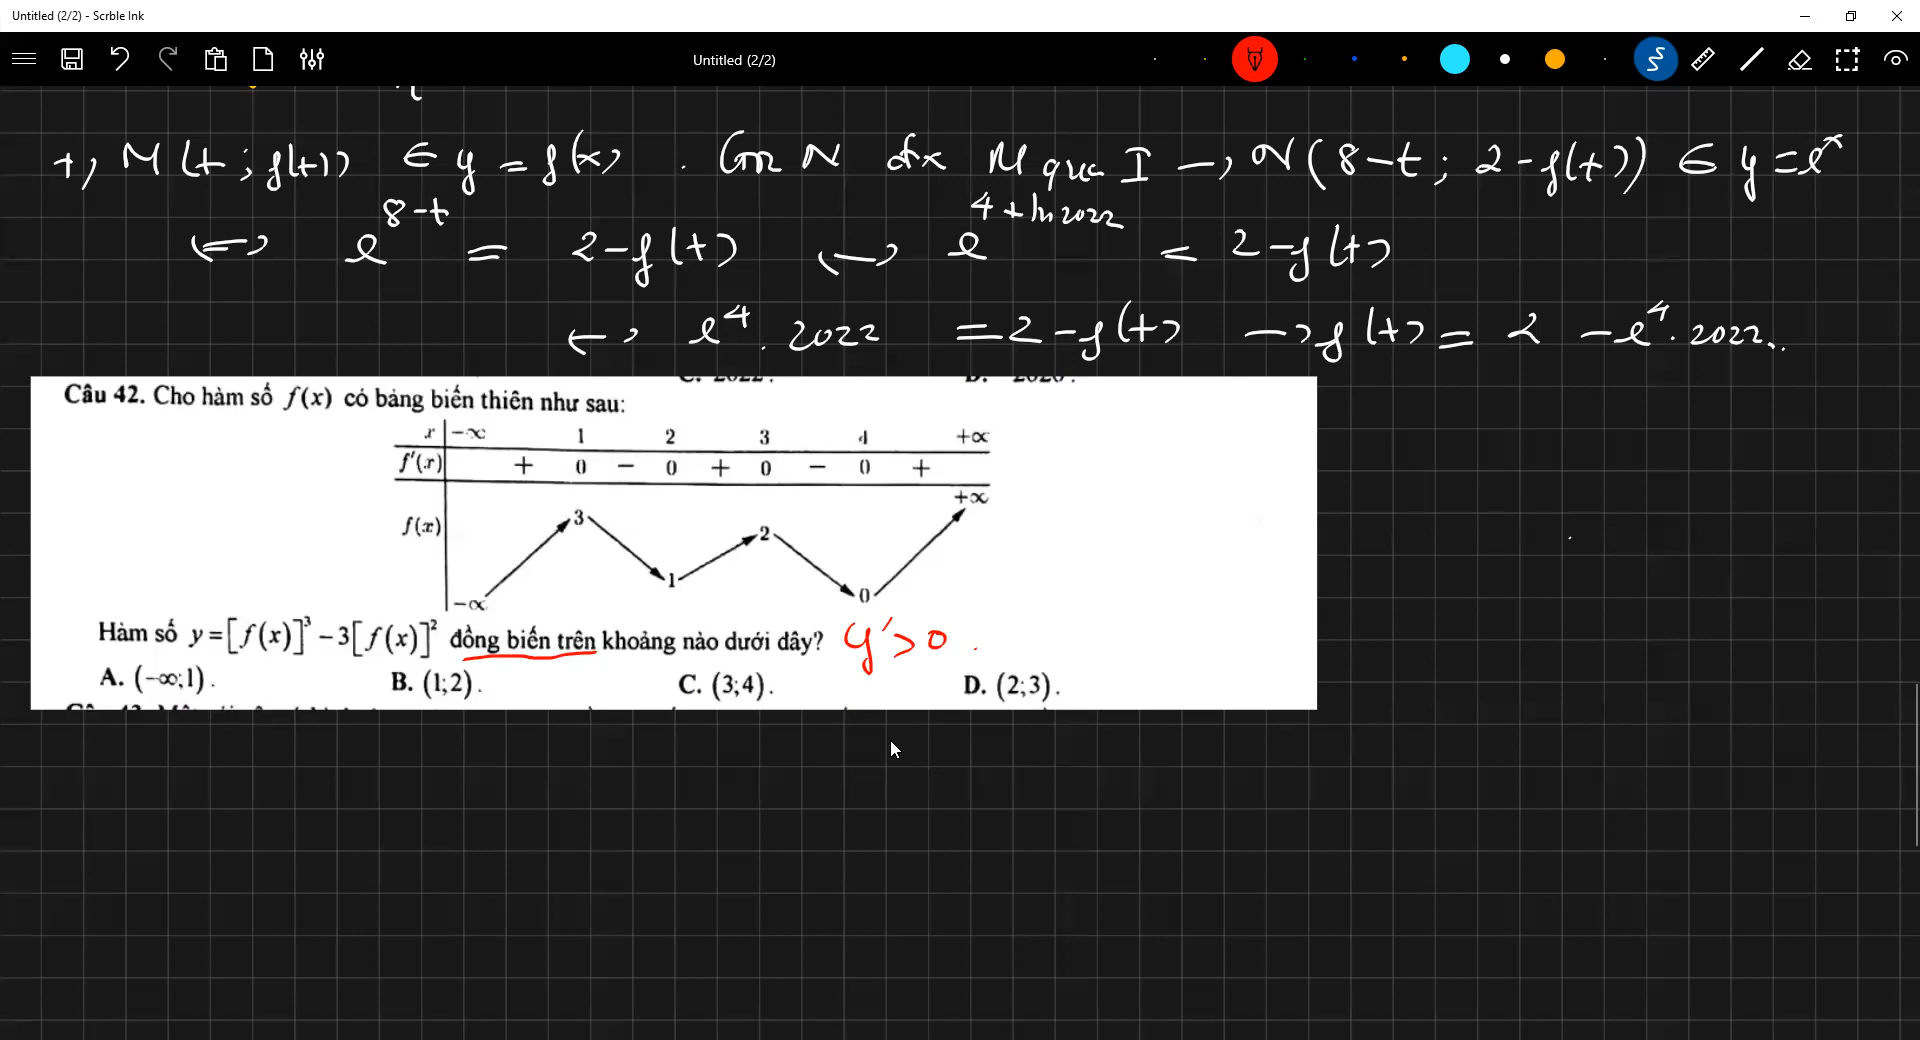 Untitled (2/2) - Scrble Ink
Untitled (2/2)
+, M(t; f(t)) ∈ y = f(x). Gọi N đx M qua I → N(8-t; 2-f(t)) ∈ y = e^x
↔ e^{8-t} = 2-f(t) ↔ e^{4+ln2022} = 2-f(t)
↔ e^4 . 2022 = 2-f(t) → f(t) = 2 - e^4. 2022.
C. 2022. D. 2020.
Câu 42. Cho hàm số f(x) có bảng biến thiên như sau:
x -∞ 1 2 3 4 +∞
f'(x) + 0 - 0 + 0 - 0 +
f(x) -∞ 3 1 2 0 +∞
Hàm số y = [f(x)]^3 - 3[f(x)]^2 đồng biến trên khoảng nào dưới đây? y' > 0.
A. (-∞;1). B. (1;2). C. (3;4). D. (2;3).